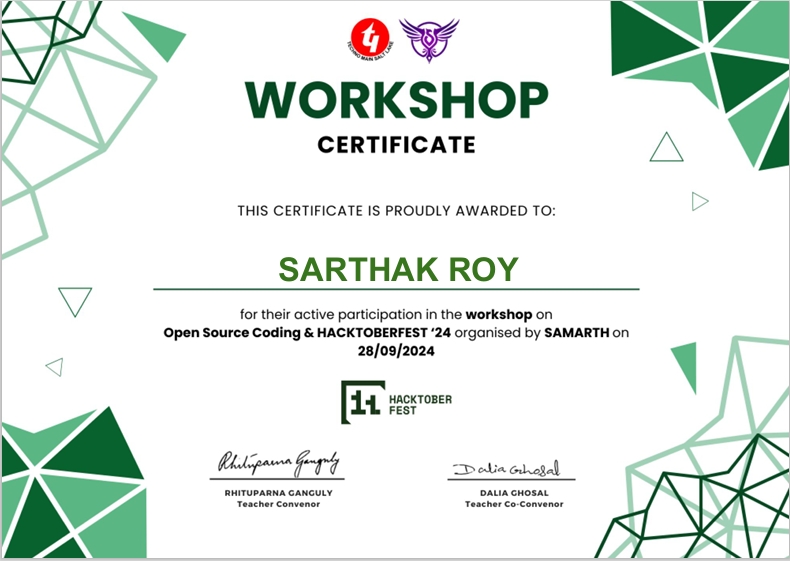 TECHNO MAIN SALT LAKE
WORKSHOP
CERTIFICATE
THIS CERTIFICATE IS PROUDLY AWARDED TO:
SARTHAK ROY
for their active participation in the workshop on
Open Source Coding & HACKTOBERFEST ‘24 organised by SAMARTH on
28/09/2024
HACKTOBER
FEST
Rhituparna Ganguly
RHITUPARNA GANGULY
Teacher Convenor
Dalia Ghosal
DALIA GHOSAL
Teacher Co-Convenor